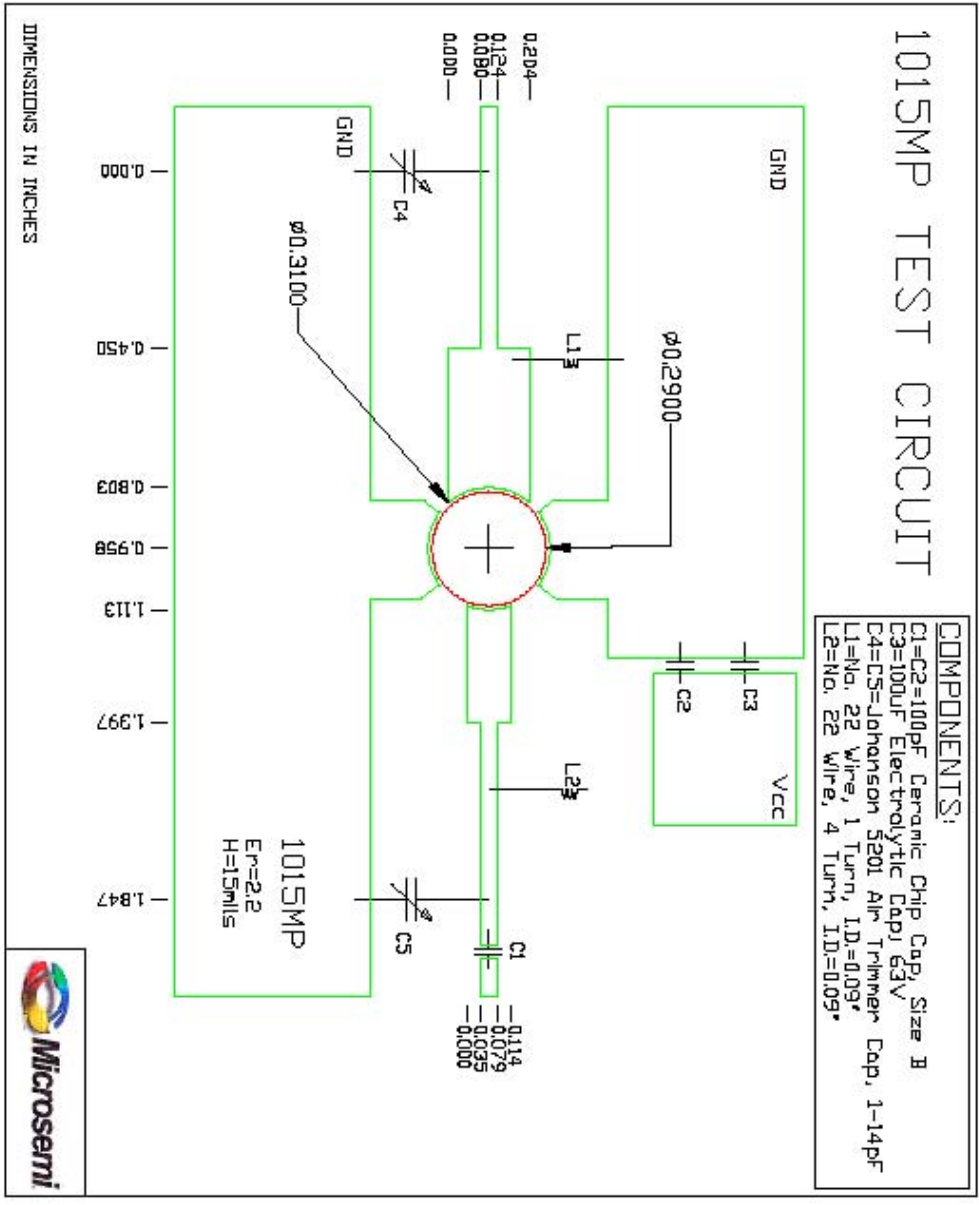 1015MP TEST CIRCUIT
COMPONENTS:
C1=C2=100pF Ceramic Chip Cap, Size B
C3=100uF Electrolytic Cap; 63V
C4=C5=Johanson 5201 Air Trimmer Cap, 1-14pF
L1=No. 22 Wire, 1 Turn, I.D.=0.09"
L2=No. 22 Wire, 4 Turn, I.D.=0.09"
GND
Vcc
C3
C2
ø0.2900
L1
L2
0.204
0.124
0.080
0.000
C1
0.114
0.079
0.035
0.000
C4
C5
GND
ø0.3100
1015MP
Er=2.2
H=15mils
0.000
0.450
0.803
0.958
1.113
1.397
1.847
DIMENSIONS IN INCHES
Microsemi